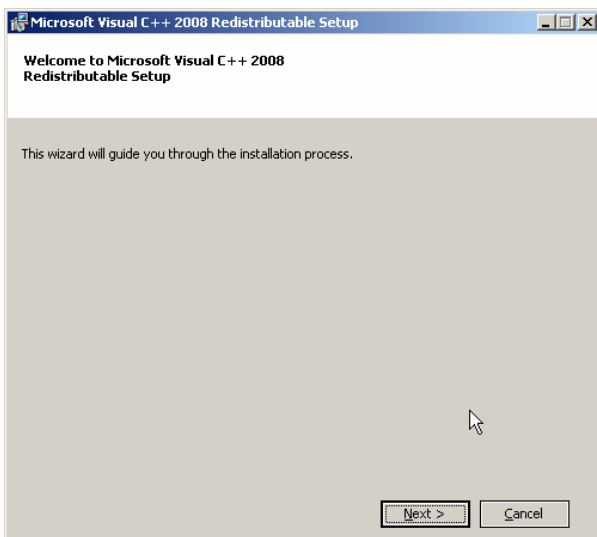 Microsoft Visual C++ 2008 Redistributable Setup
Welcome to Microsoft Visual C++ 2008
Redistributable Setup
This wizard will guide you through the installation process.
Next >
Cancel